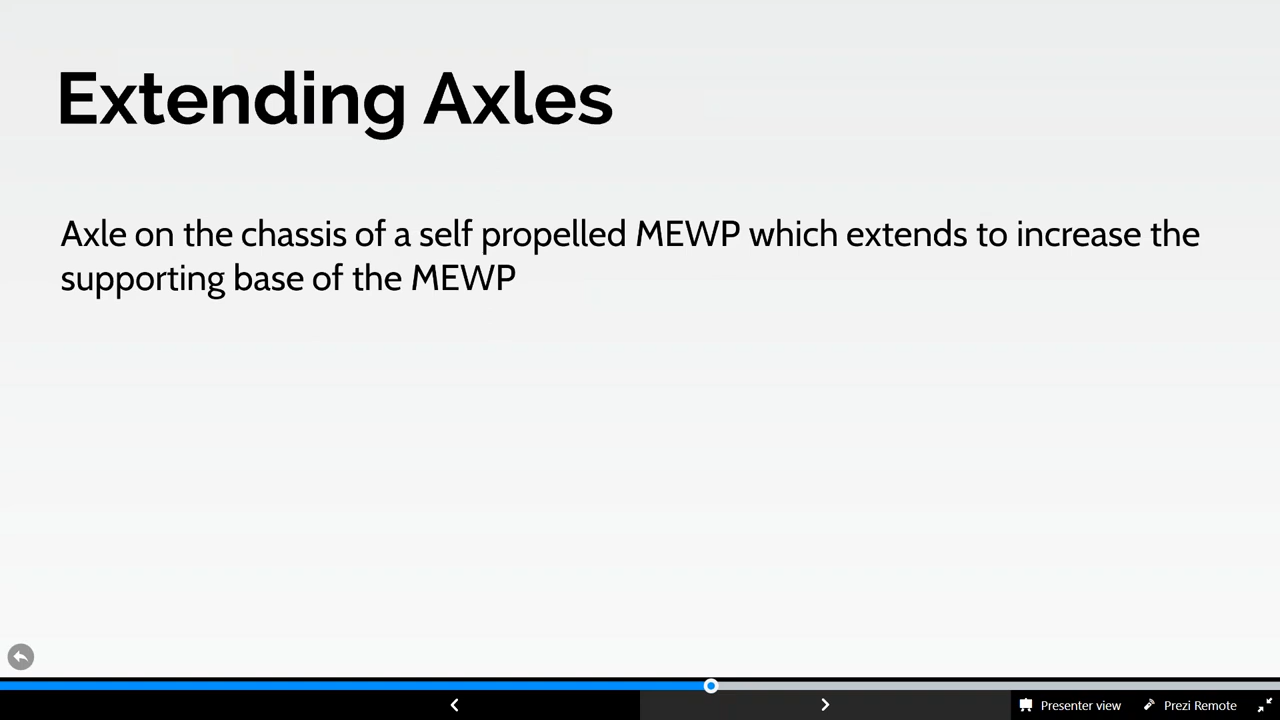 Extending Axles
Axle on the chassis of a self propelled MEWP which extends to increase the
supporting base of the MEWP
Presenter view
Prezi Remote